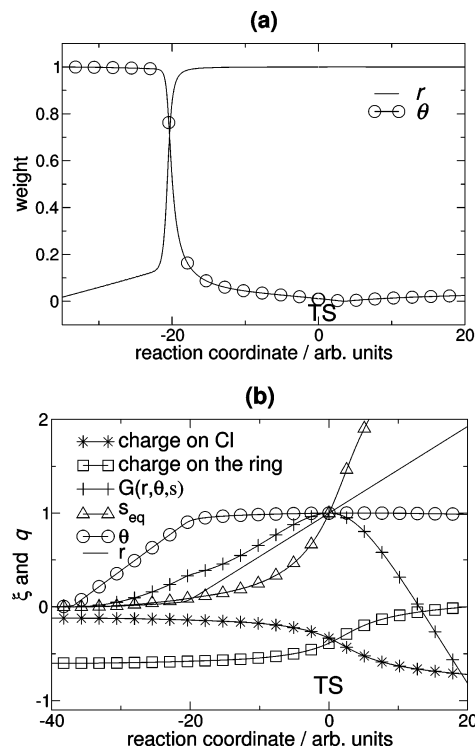 (a)
1
0.8
0.6
0.4
0.2
0
weight
r
θ
TS
-20 0 20
reaction coordinate / arb. units
(b)
2
1
0
-1
ξ and q
charge on Cl
charge on the ring
G(r,θ,s)
s_eq
θ
r
TS
-40 -20 0 20
reaction coordinate / arb. units